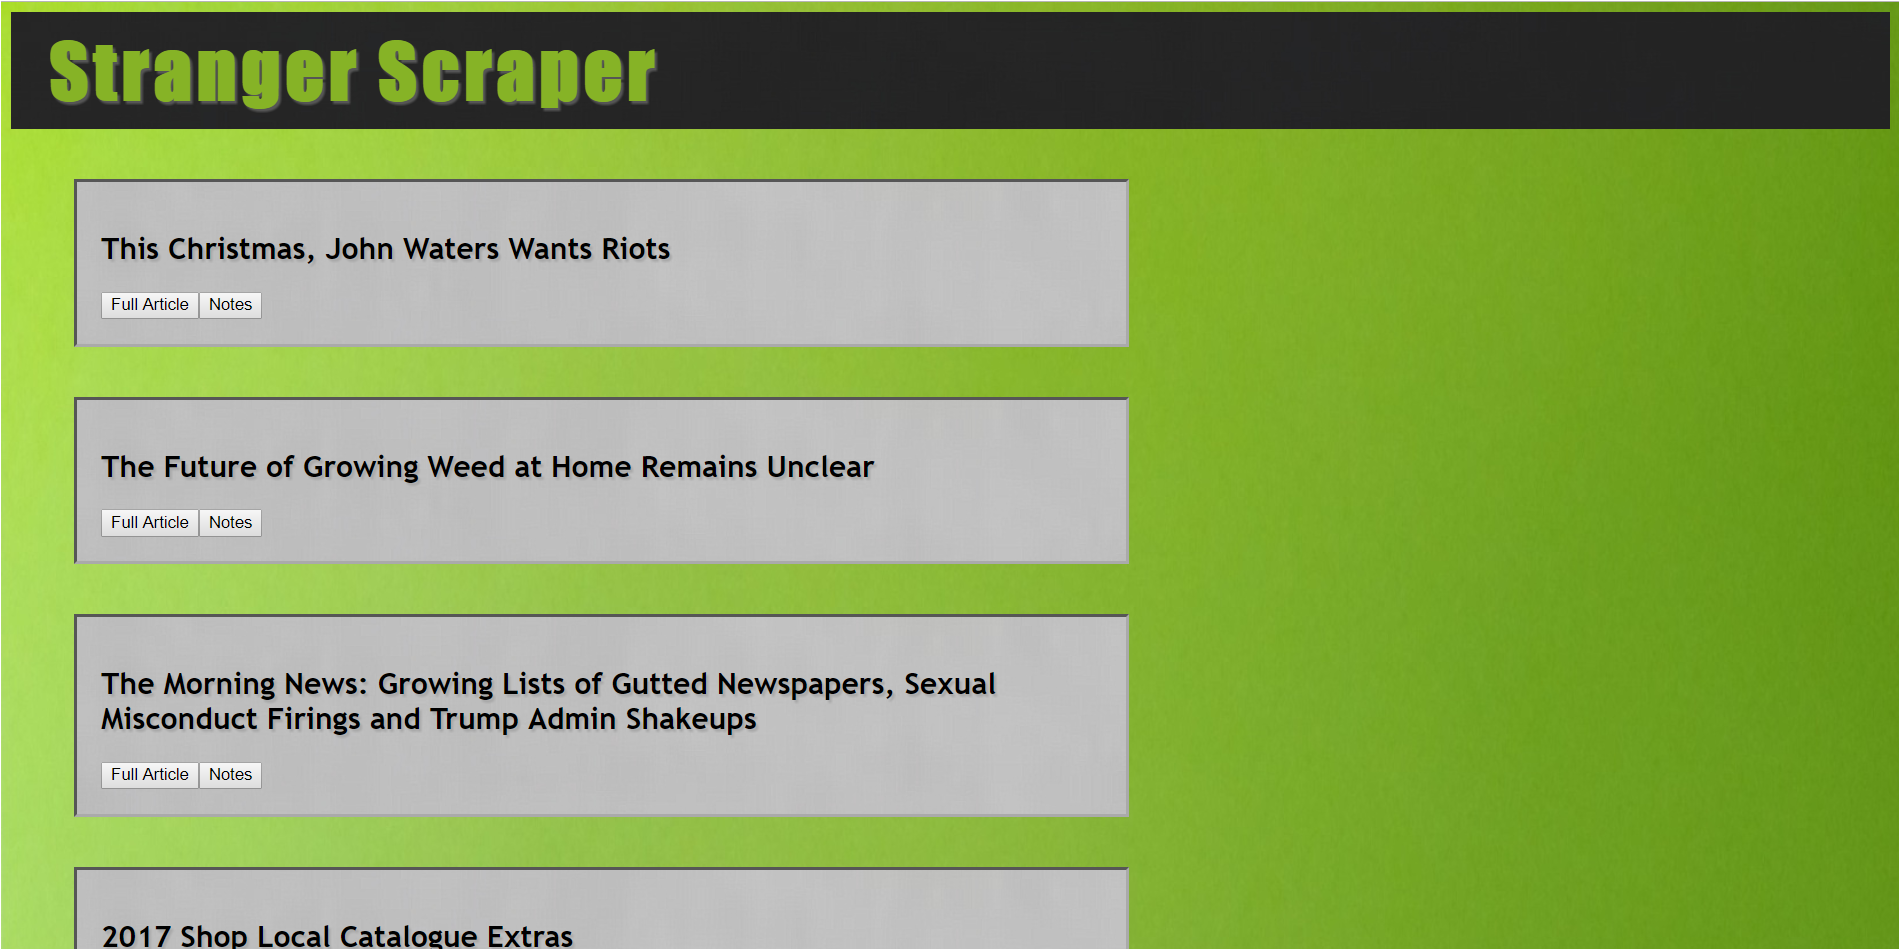 Stranger Scraper
This Christmas, John Waters Wants Riots
Full Article Notes
The Future of Growing Weed at Home Remains Unclear
Full Article Notes
The Morning News: Growing Lists of Gutted Newspapers, Sexual
Misconduct Firings and Trump Admin Shakeups
Full Article Notes
2017 Shop Local Catalogue Extras